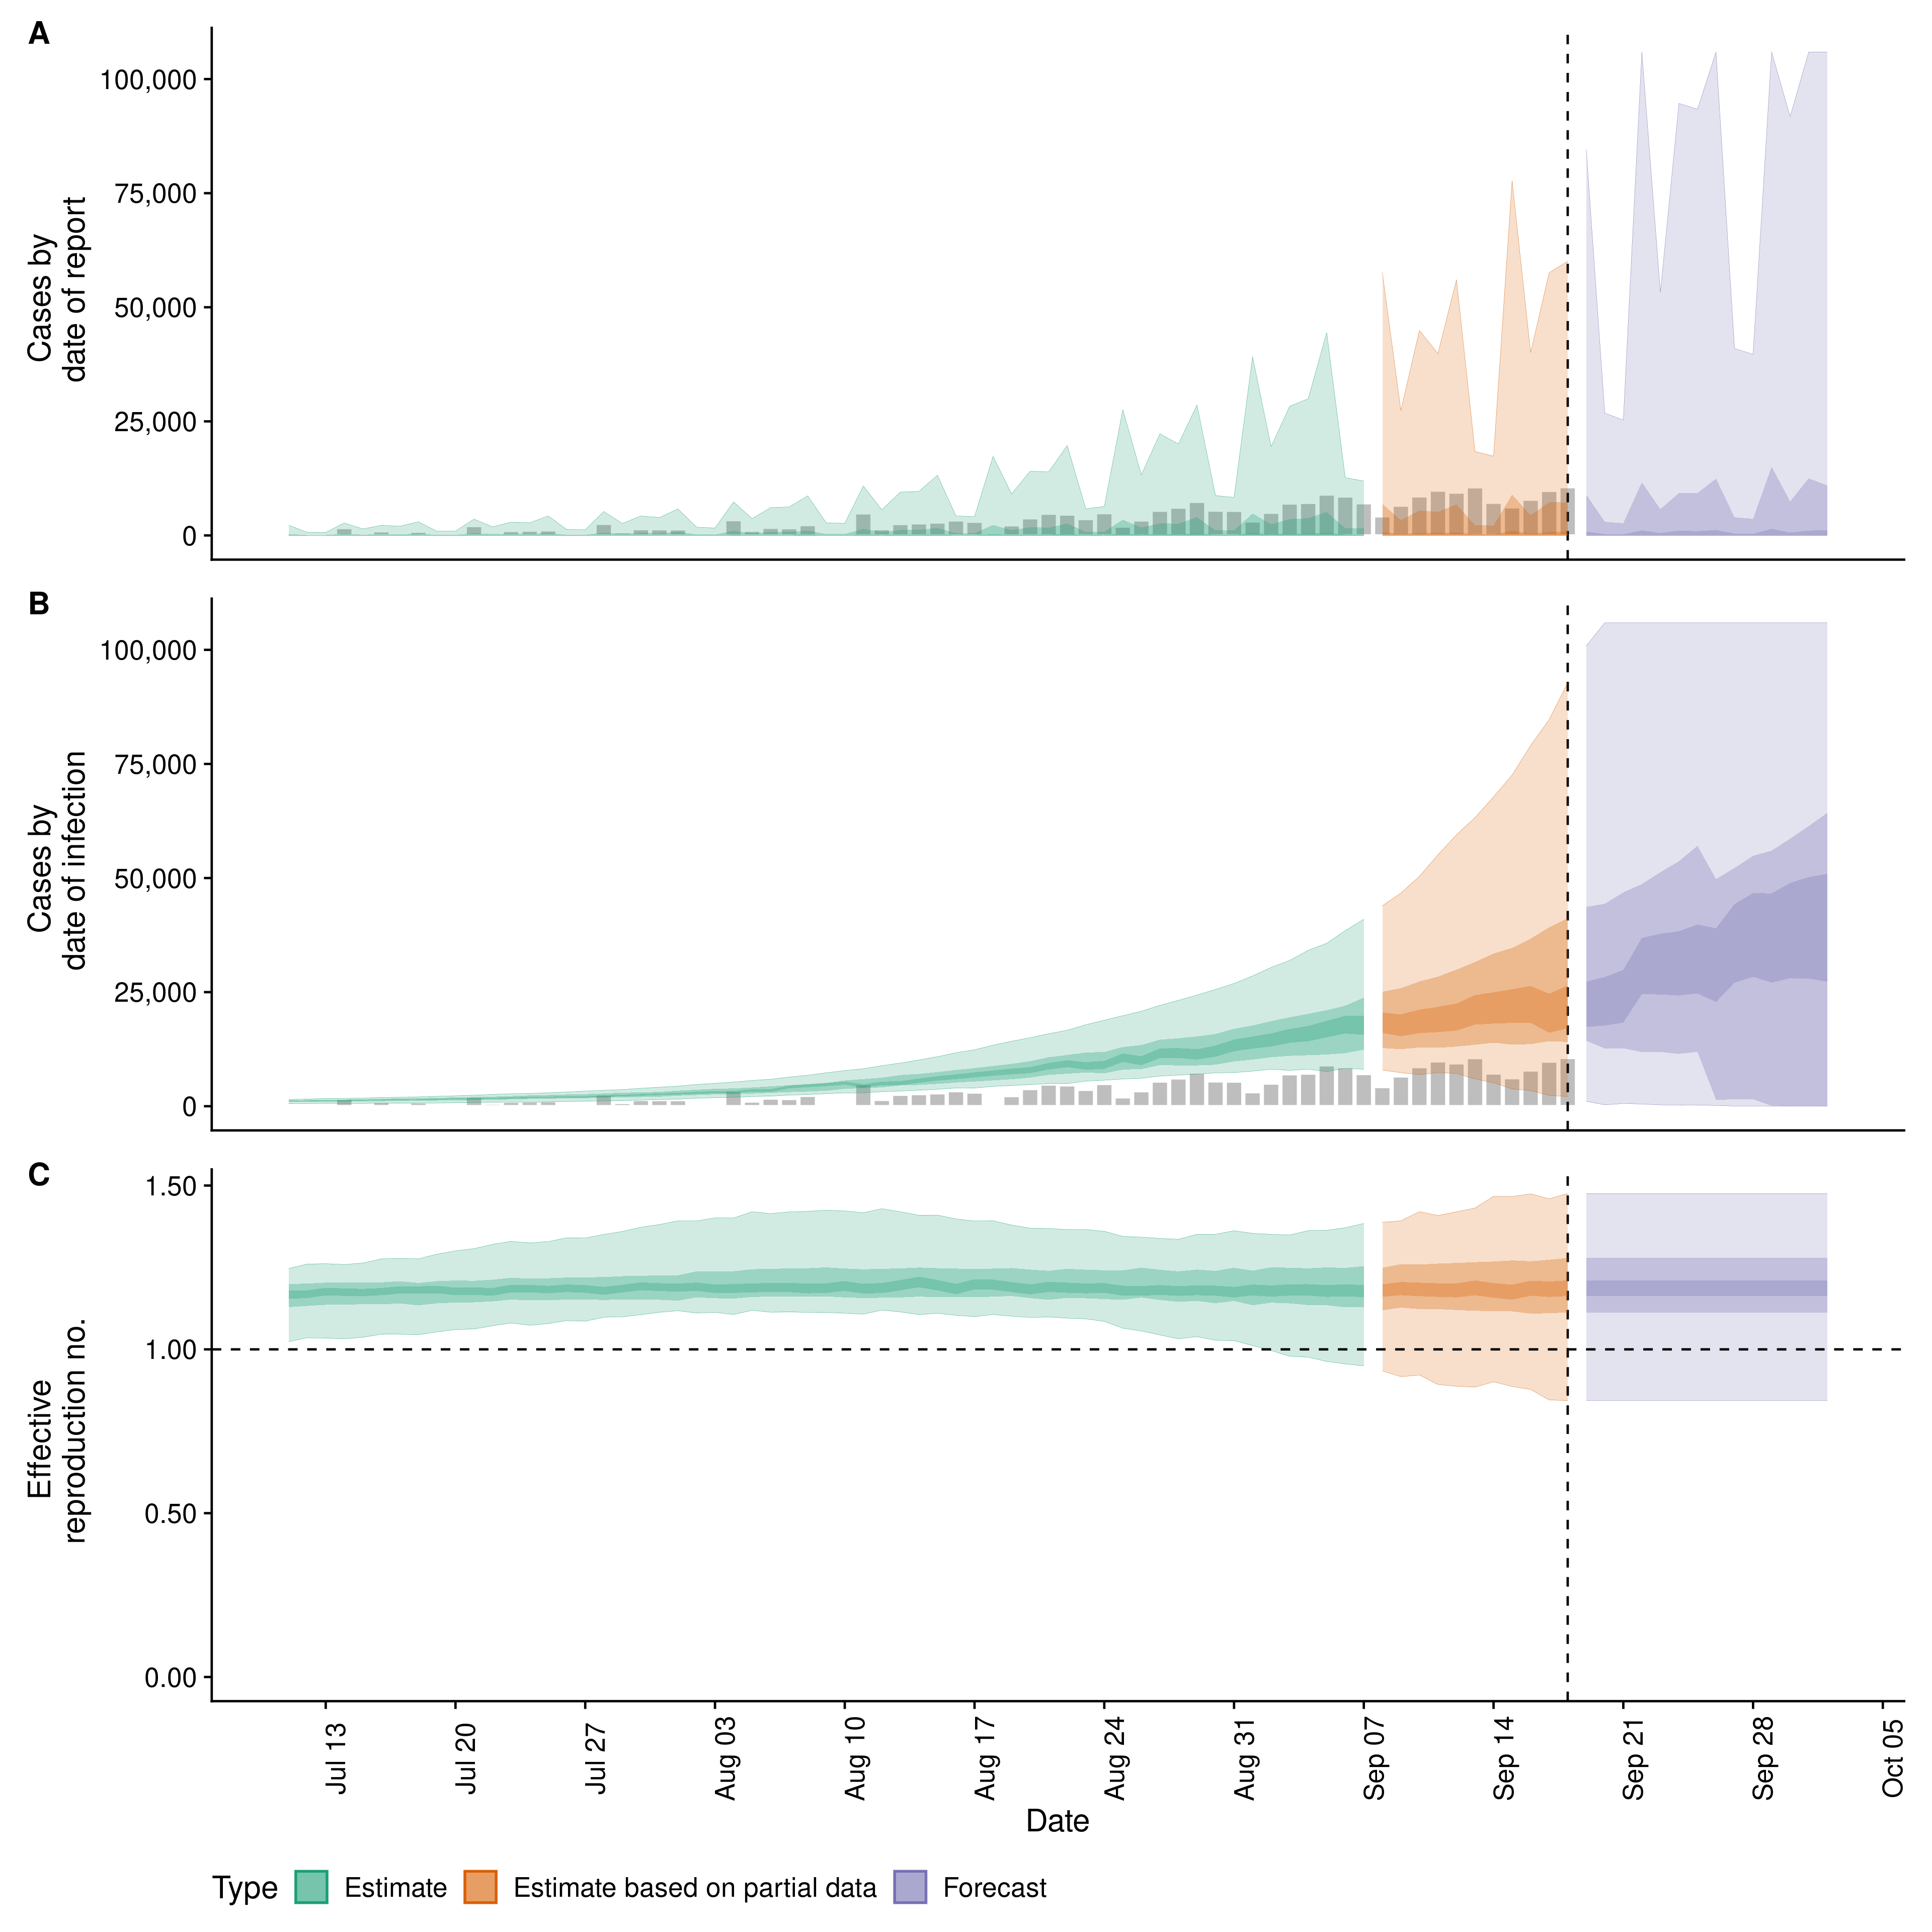 A
100,000
75,000
50,000
25,000
0
Cases by
date of report
B
100,000
75,000
50,000
25,000
0
Cases by
date of infection
C
1.50
1.00
0.50
0.00
Effective
reproduction no.
Jul 13
Jul 20
Jul 27
Aug 03
Aug 10
Aug 17
Aug 24
Aug 31
Sep 07
Sep 14
Sep 21
Sep 28
Oct 05
Date
Type
Estimate
Estimate based on partial data
Forecast